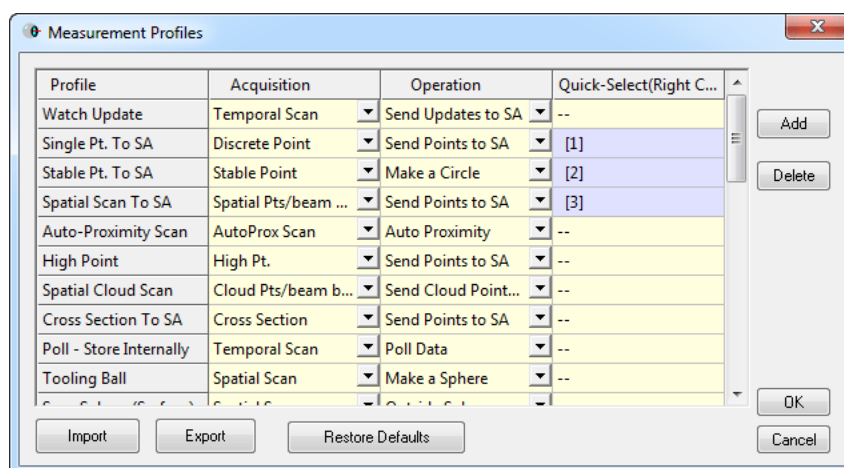 Measurement Profiles
Profile Acquisition Operation Quick-Select(Right C...
Watch Update Temporal Scan Send Updates to SA --
Single Pt. To SA Discrete Point Send Points to SA [1]
Stable Pt. To SA Stable Point Make a Circle [2]
Spatial Scan To SA Spatial Pts/beam ... Send Points to SA [3]
Auto-Proximity Scan AutoProx Scan Auto Proximity --
High Point High Pt. Send Points to SA --
Spatial Cloud Scan Cloud Pts/beam b... Send Cloud Point... --
Cross Section To SA Cross Section Send Points to SA --
Poll - Store Internally Temporal Scan Poll Data --
Tooling Ball Spatial Scan Make a Sphere --
Add
Delete
OK
Cancel
Import Export Restore Defaults